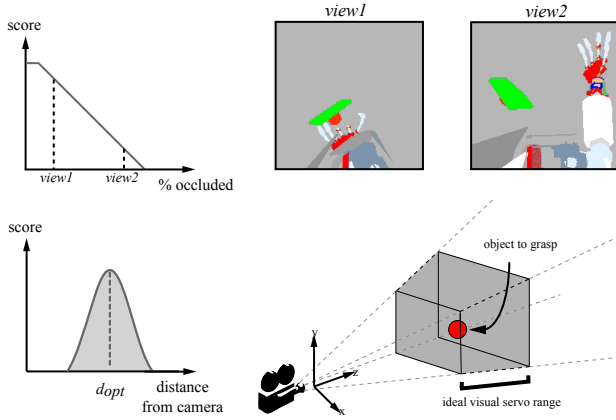 score
view1
view2
% occluded
view1
view2
score
dopt
distance
from camera
object to grasp
y
z
x
ideal visual servo range